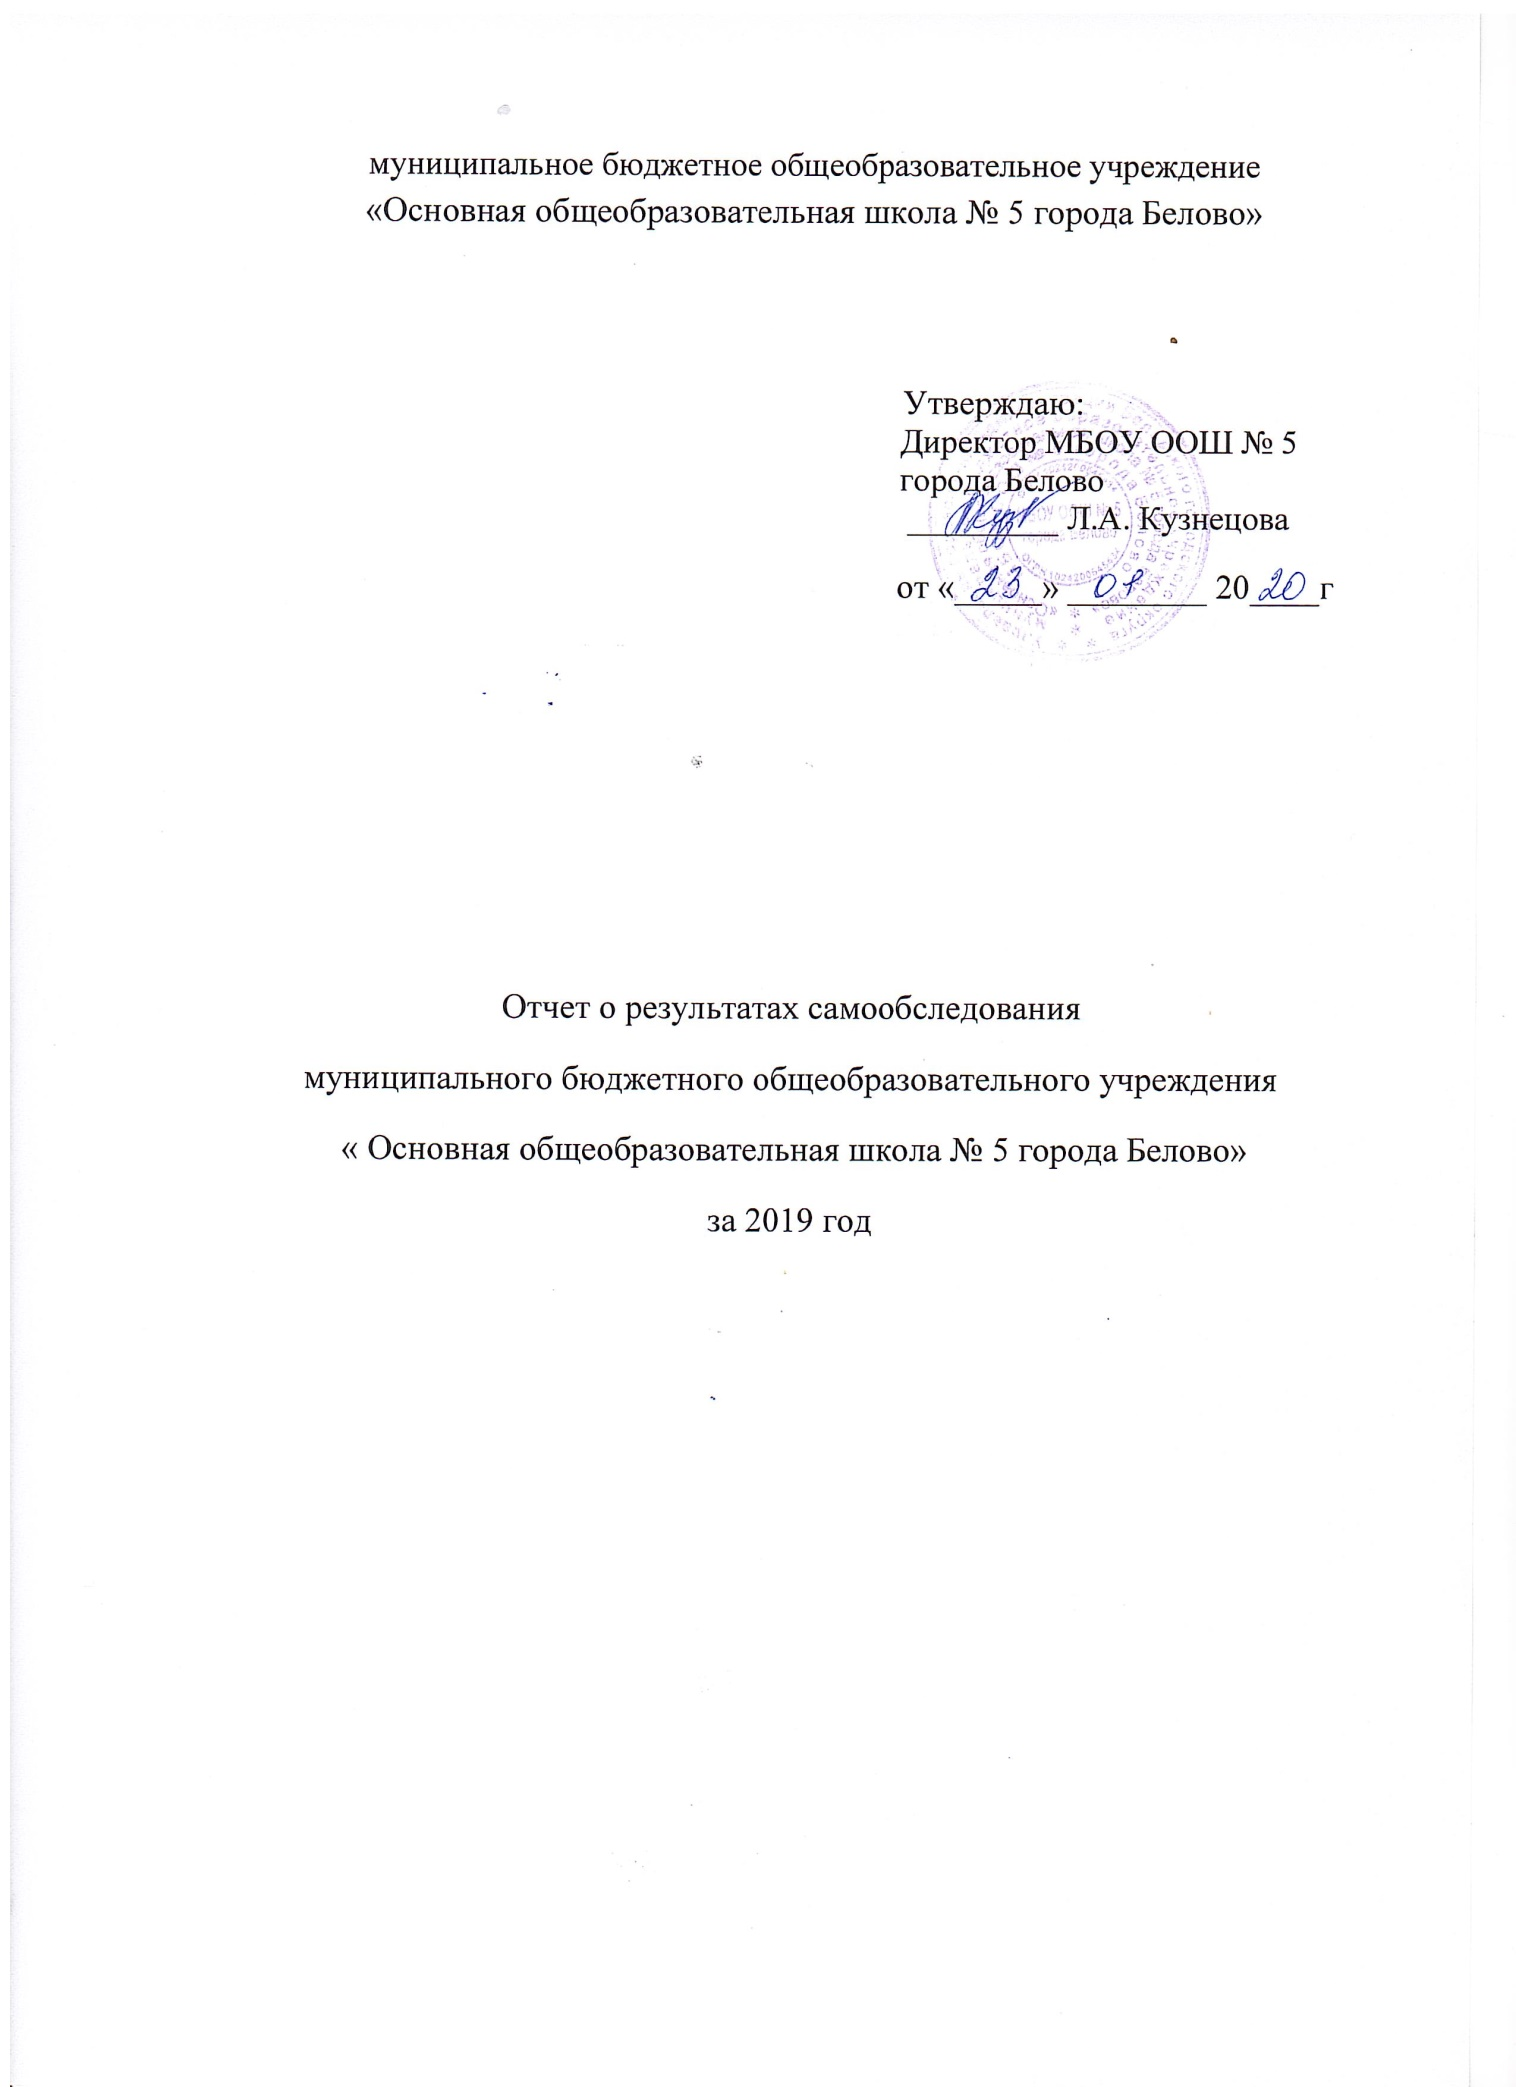 муниципальное бюджетное общеобразовательное учреждение
«Основная общеобразовательная школа № 5 города Белово»
Утверждаю:
Директор МБОУ ООШ № 5
города Белово
__________ Л.А. Кузнецова
от «23» 01 2020 г
Отчет о результатах самообследования
муниципального бюджетного общеобразовательного учреждения
« Основная общеобразовательная школа № 5 города Белово»
за 2019 год